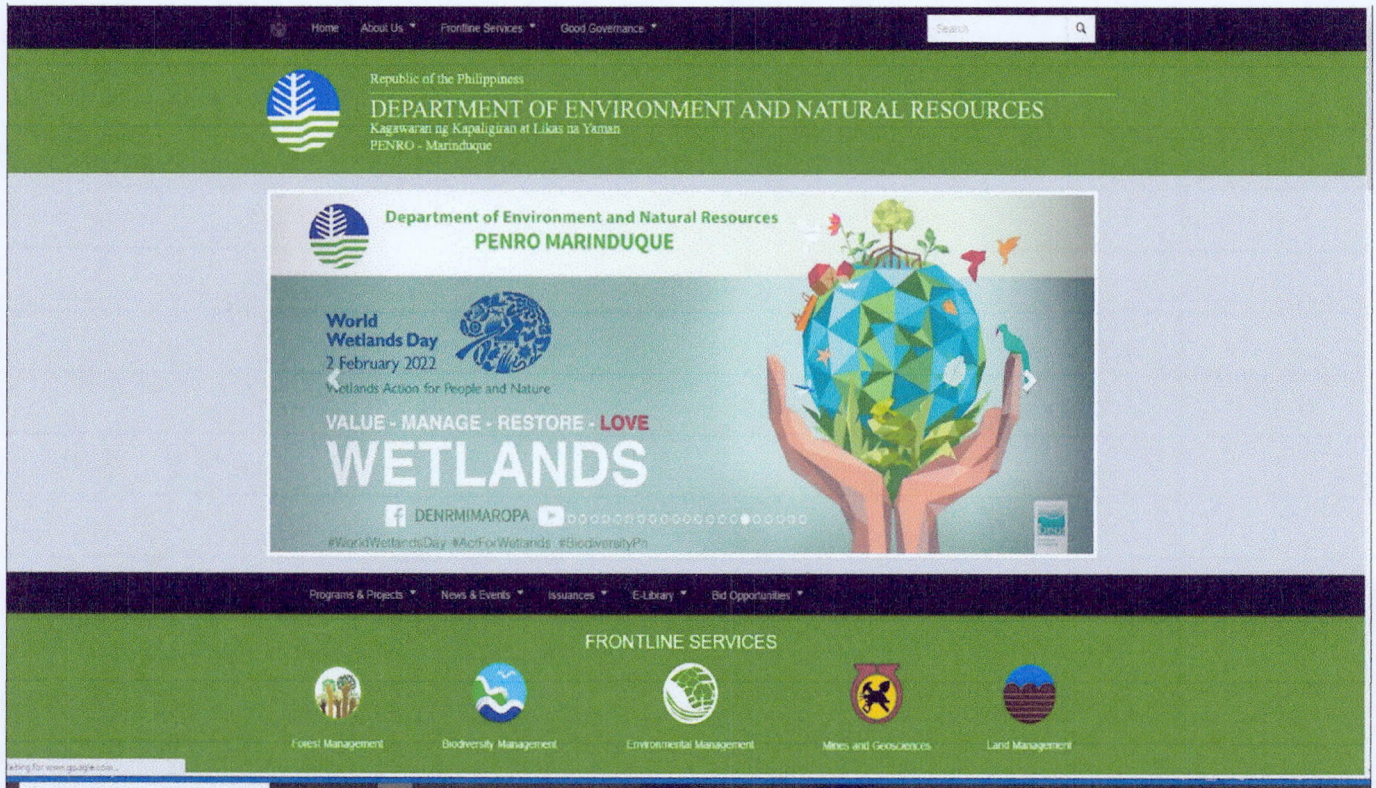 Home About Us Frontline Services Good Governance Search
Republic of the Philippiness
DEPARTMENT OF ENVIRONMENT AND NATURAL RESOURCES
Kagawaran ng Kapaligiran at Likas na Yaman
PENRO - Marinduque
Department of Environment and Natural Resources
PENRO MARINDUQUE
World
Wetlands Day
2 February 2022
Wetlands Action for People and Nature
VALUE - MANAGE - RESTORE - LOVE
WETLANDS
DENRMIMAROPA
#WorldWetlandsDay #ActForWetlands #BiodiversityPh
Programs & Projects News & Events Issuances E-Library Bid Opportunities
FRONTLINE SERVICES
Forest Management Biodiversity Management Environmental Management Mines and Geosciences Land Management